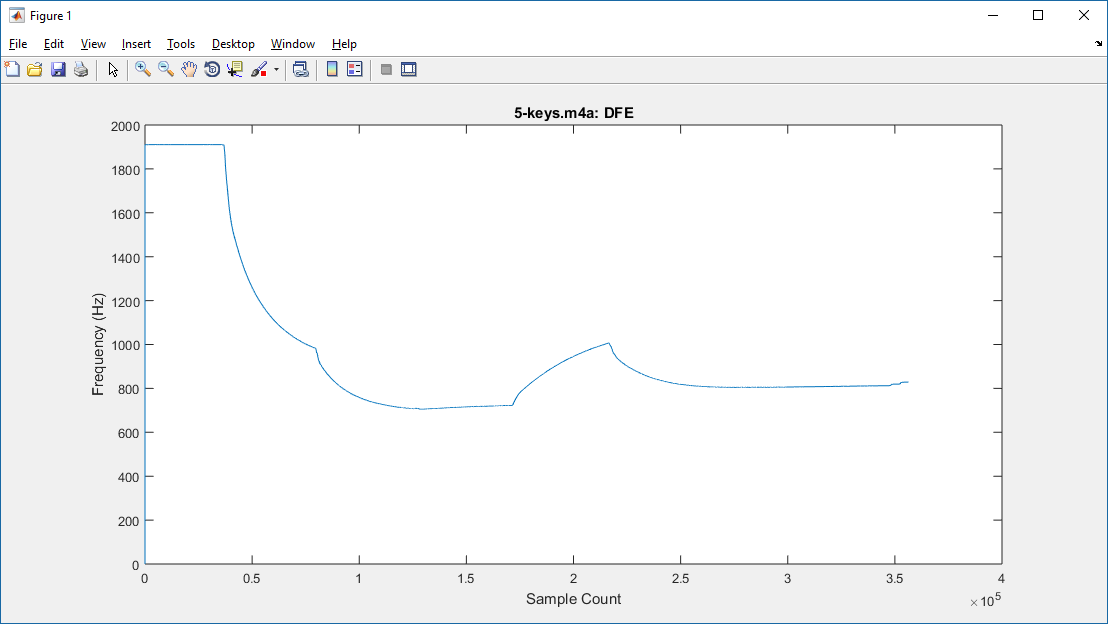 Figure 1
File Edit View Insert Tools Desktop Window Help
5-keys.m4a: DFE
2000
1800
1600
1400
1200
1000
800
600
400
200
0
Frequency (Hz)
0 0.5 1 1.5 2 2.5 3 3.5 4
Sample Count
× 10⁵